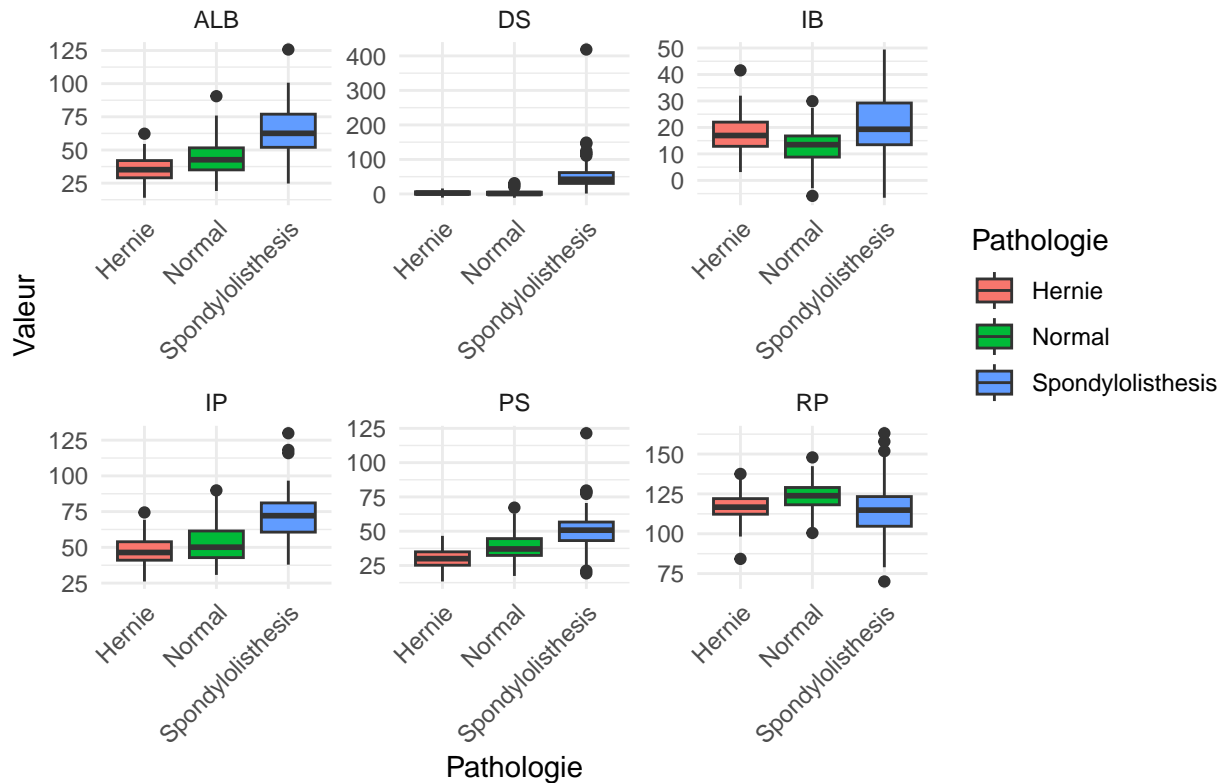 ALB DS IB
125 100 75 50 25
400 300 200 100 0
50 40 30 20 10 0
Hernie Normal Spondylolisthesis
Hernie Normal Spondylolisthesis
Hernie Normal Spondylolisthesis
Valeur
IP PS RP
125 100 75 50 25
125 100 75 50 25
150 125 100 75
Hernie Normal Spondylolisthesis
Hernie Normal Spondylolisthesis
Hernie Normal Spondylolisthesis
Pathologie
Pathologie
Hernie
Normal
Spondylolisthesis